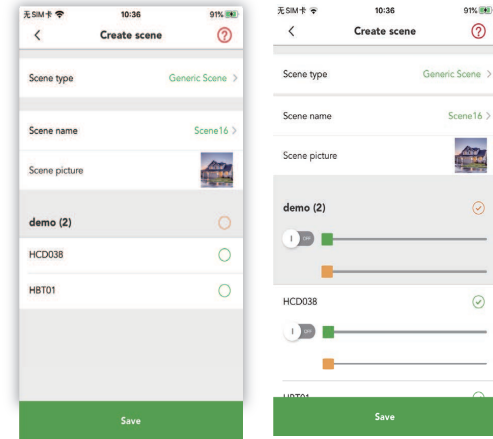 无SIM卡 10:36 91%
Create scene ?
Scene type Generic Scene >
Scene name Scene16 >
Scene picture
demo (2)
HCD038
HBT01
Save
无SIM卡 10:36 91%
Create scene ?
Scene type Generic Scene >
Scene name Scene16 >
Scene picture
demo (2)
I OFF
HCD038
I OFF
HBT01
Save